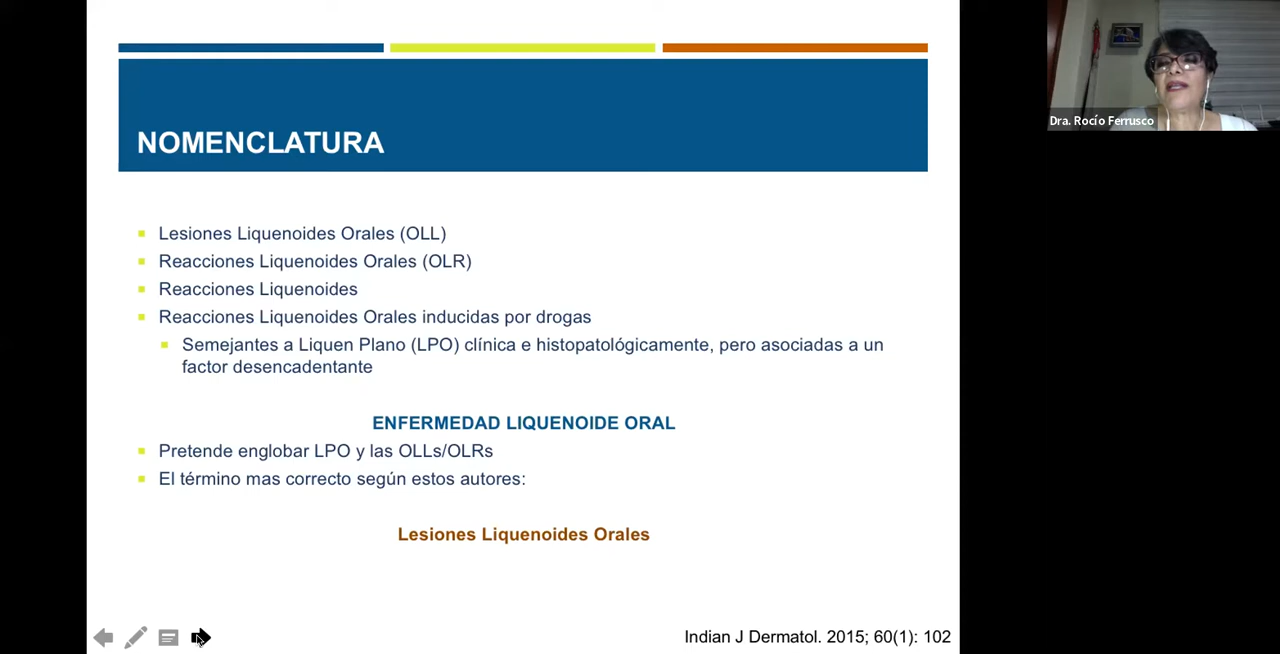 NOMENCLATURA
Lesiones Liquenoides Orales (OLL)
Reacciones Liquenoides Orales (OLR)
Reacciones Liquenoides
Reacciones Liquenoides Orales inducidas por drogas
Semejantes a Liquen Plano (LPO) clínica e histopatológicamente, pero asociadas a un
factor desencadentante
ENFERMEDAD LIQUENOIDE ORAL
Pretende englobar LPO y las OLLs/OLRs
El término mas correcto según estos autores:
Lesiones Liquenoides Orales
Indian J Dermatol. 2015; 60(1): 102
Dra. Rocío Ferrusco